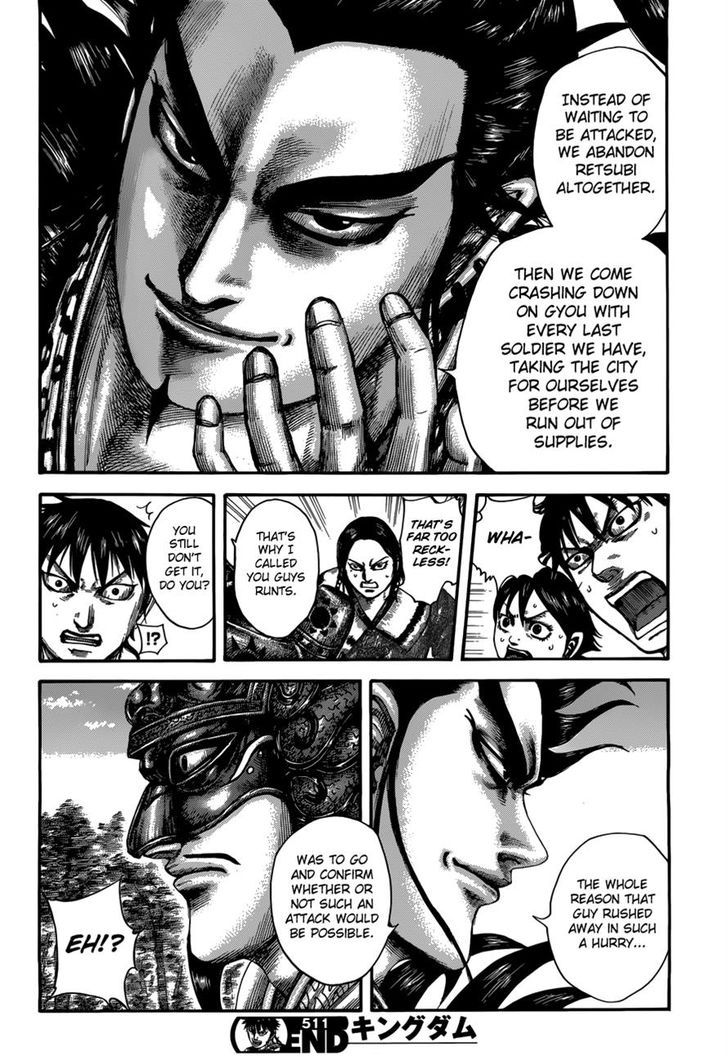 INSTEAD OF
WAITING TO
BE ATTACKED,
WE ABANDON
RETSUBI
ALTOGETHER.
THEN WE COME
CRASHING DOWN
ON GYOU WITH
EVERY LAST
SOLDIER WE HAVE,
TAKING THE CITY
FOR OURSELVES
BEFORE WE
RUN OUT OF
SUPPLIES.
WHA-
THAT'S
FAR TOO
RECK-
LESS!
THAT'S
WHY I
CALLED
YOU GUYS
RUNTS.
YOU
STILL
DON'T
GET IT,
DO YOU?
!?
THE WHOLE
REASON THAT
GUY RUSHED
AWAY IN SUCH
A HURRY...
WAS TO GO
AND CONFIRM
WHETHER OR
NOT SUCH AN
ATTACK WOULD
BE POSSIBLE.
EH!?
511
END キングダム